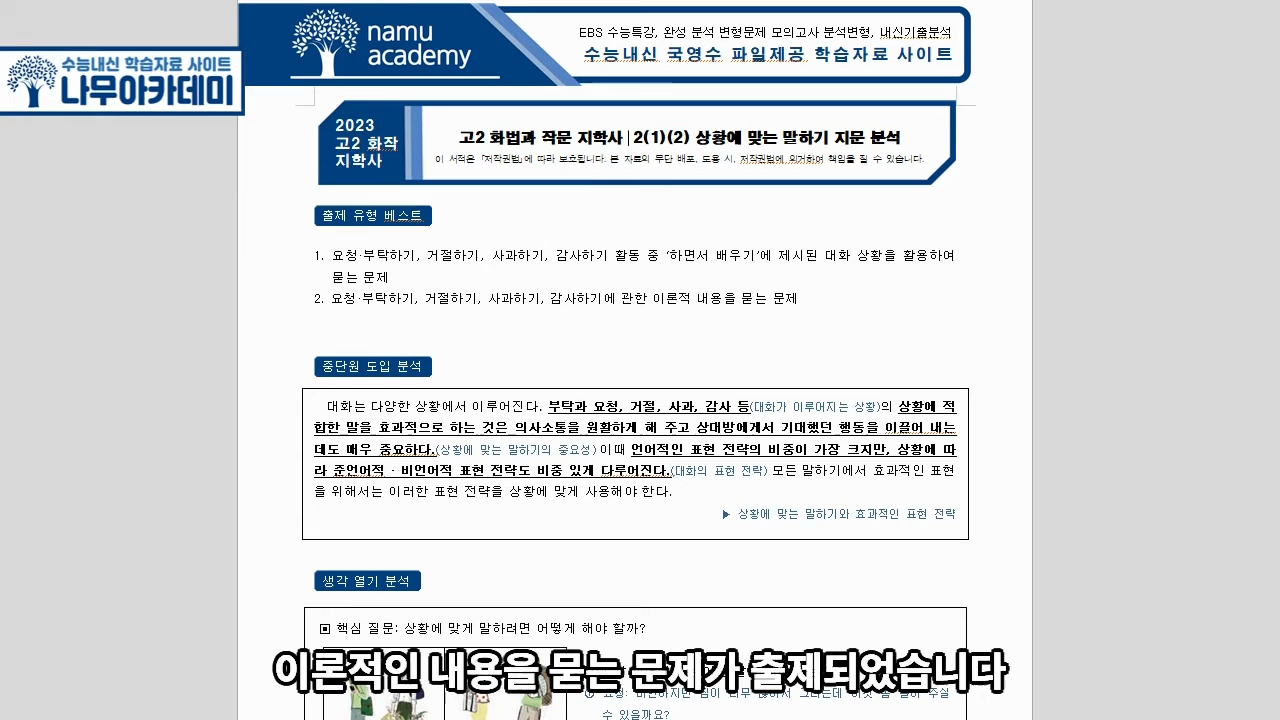 namu
academy
EBS 수능특강, 완성 분석 변형문제 모의고사 분석변형, 내신기출분석
수능내신 국영수 파일제공 학습자료 사이트
수능내신 학습자료 사이트
나무아카데미
2023
고2 화작
지학사
고2 화법과 작문 지학사 | 2(1)(2) 상황에 맞는 말하기 지문 분석
이 서적은 「저작권법」에 따라 보호됩니다. 본 자료의 무단 배포, 도용 시, 저작권법에 의거하여 책임을 질 수 있습니다.
출제 유형 베스트
1. 요청·부탁하기, 거절하기, 사과하기, 감사하기 활동 중 ‘하면서 배우기’에 제시된 대화 상황을 활용하여
묻는 문제
2. 요청·부탁하기, 거절하기, 사과하기, 감사하기에 관한 이론적 내용을 묻는 문제
중단원 도입 분석
대화는 다양한 상황에서 이루어진다. 부탁과 요청, 거절, 사과, 감사 등(대화가 이루어지는 상황)의 상황에 적
합한 말을 효과적으로 하는 것은 의사소통을 원활하게 해 주고 상대방에게서 기대했던 행동을 이끌어 내는
데도 매우 중요하다.(상황에 맞는 말하기의 중요성) 이때 언어적인 표현 전략의 비중이 가장 크지만, 상황에 따
라 준언어적 · 비언어적 표현 전략도 비중 있게 다루어진다.(대화의 표현 전략) 모든 말하기에서 효과적인 표현
을 위해서는 이러한 표현 전략을 상황에 맞게 사용해야 한다.
▶ 상황에 맞는 말하기와 효과적인 표현 전략
생각 열기 분석
▣ 핵심 질문: 상황에 맞게 말하려면 어떻게 해야 할까?
이론적인 내용을 묻는 문제가 출제되었습니다
수 있을까요?